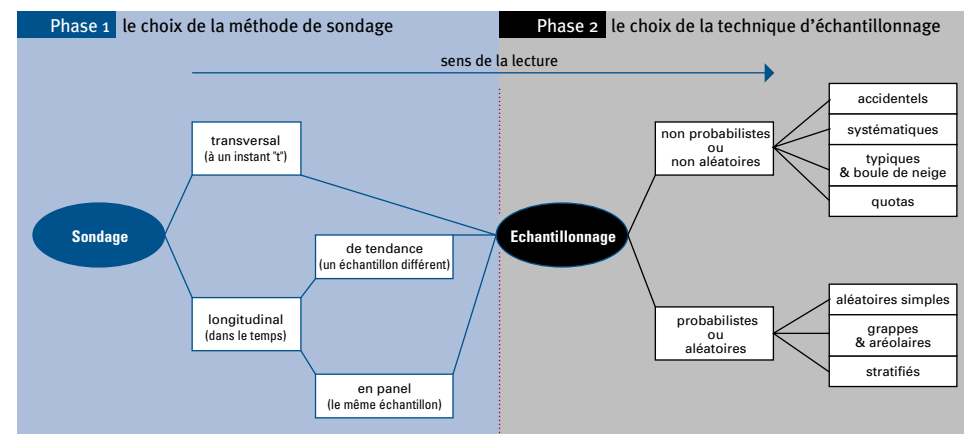 Phase 1 le choix de la méthode de sondage
Phase 2 le choix de la technique d'échantillonnage
sens de la lecture
Sondage
transversal
(à un instant "t")
longitudinal
(dans le temps)
de tendance
(un échantillon différent)
en panel
(le même échantillon)
Echantillonnage
non probabilistes
ou
non aléatoires
accidentels
systématiques
typiques
& boule de neige
quotas
probabilistes
ou
aléatoires
aléatoires simples
grappes
& aréolaires
stratifiés